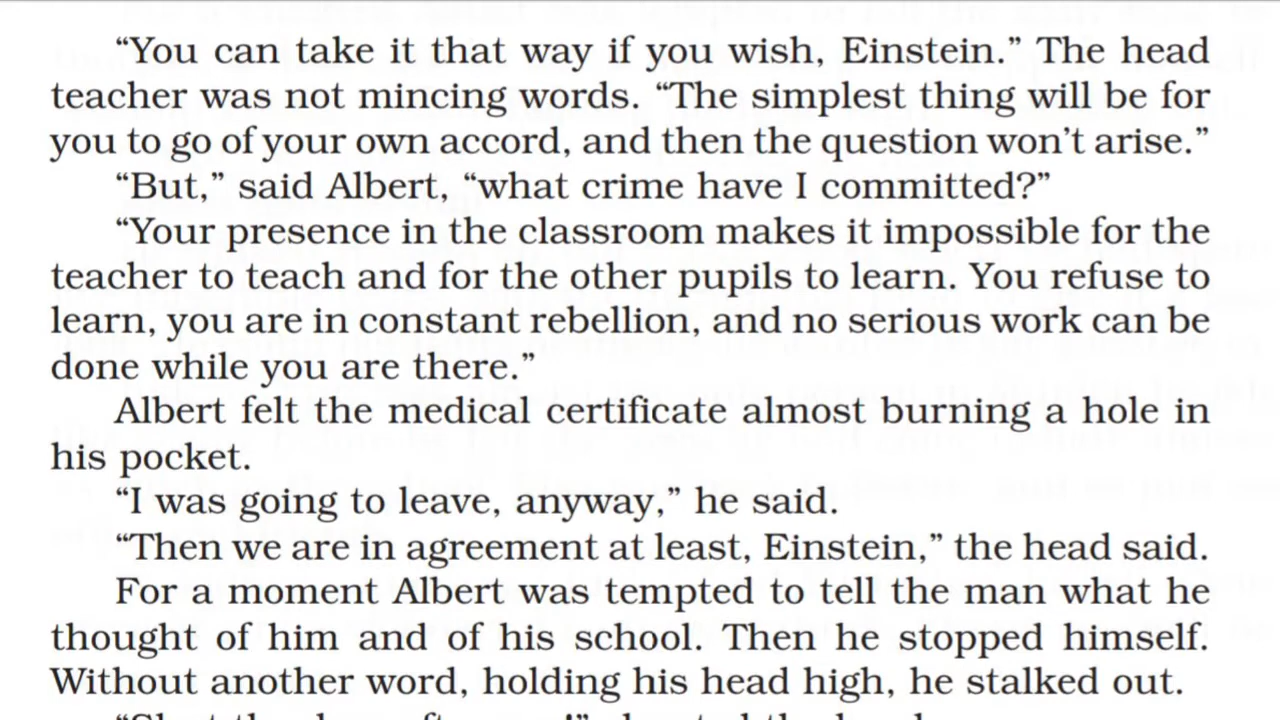 “You can take it that way if you wish, Einstein.” The head
teacher was not mincing words. “The simplest thing will be for
you to go of your own accord, and then the question won’t arise.”
“But,” said Albert, “what crime have I committed?”
“Your presence in the classroom makes it impossible for the
teacher to teach and for the other pupils to learn. You refuse to
learn, you are in constant rebellion, and no serious work can be
done while you are there.”
Albert felt the medical certificate almost burning a hole in
his pocket.
“I was going to leave, anyway,” he said.
“Then we are in agreement at least, Einstein,” the head said.
For a moment Albert was tempted to tell the man what he
thought of him and of his school. Then he stopped himself.
Without another word, holding his head high, he stalked out.